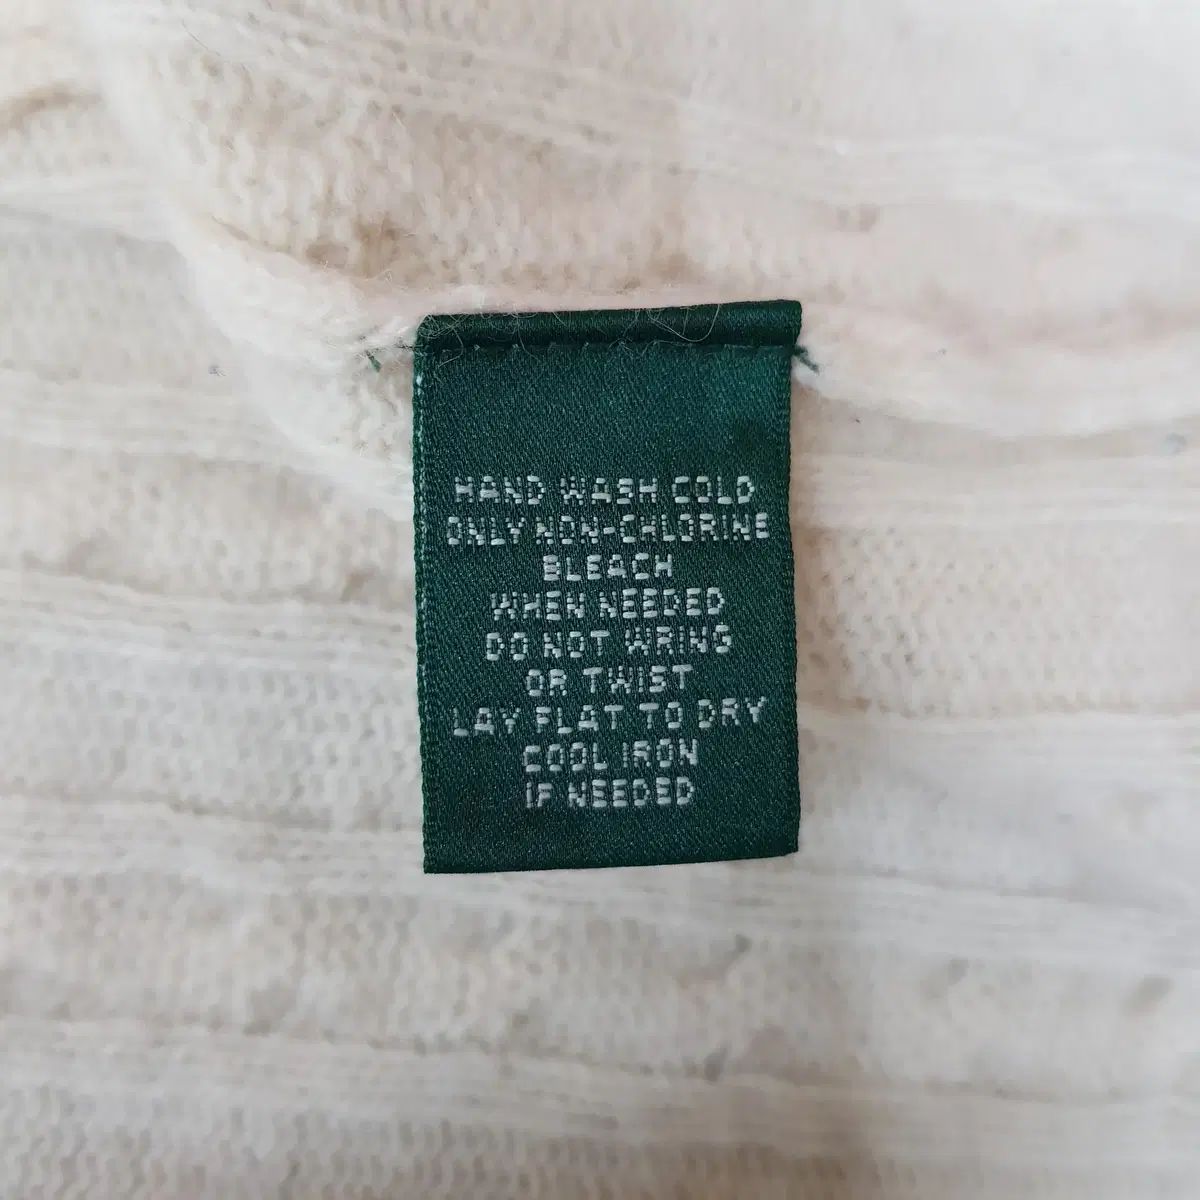 HAND WASH COLD
ONLY NON-CHLORINE
BLEACH
WHEN NEEDED
DO NOT WRING
OR TWIST
LAY FLAT TO DRY
COOL IRON
IF NEEDED